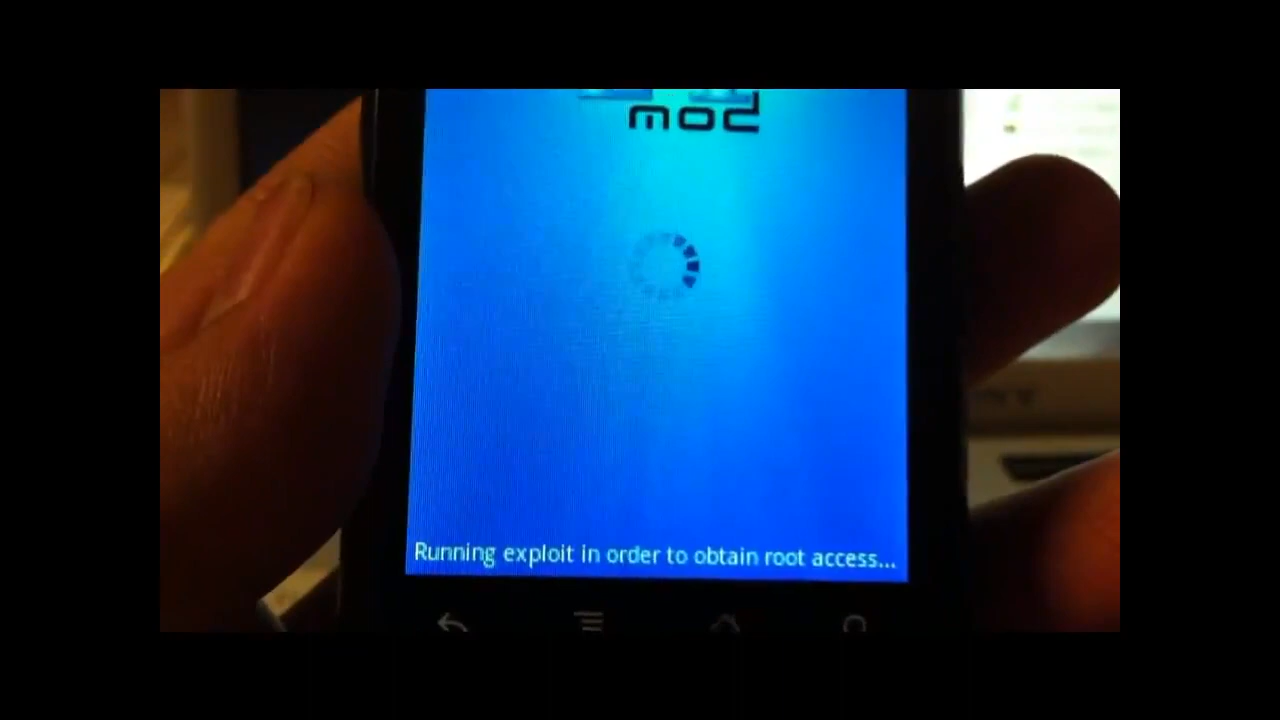 mod
Running exploit in order to obtain root access...